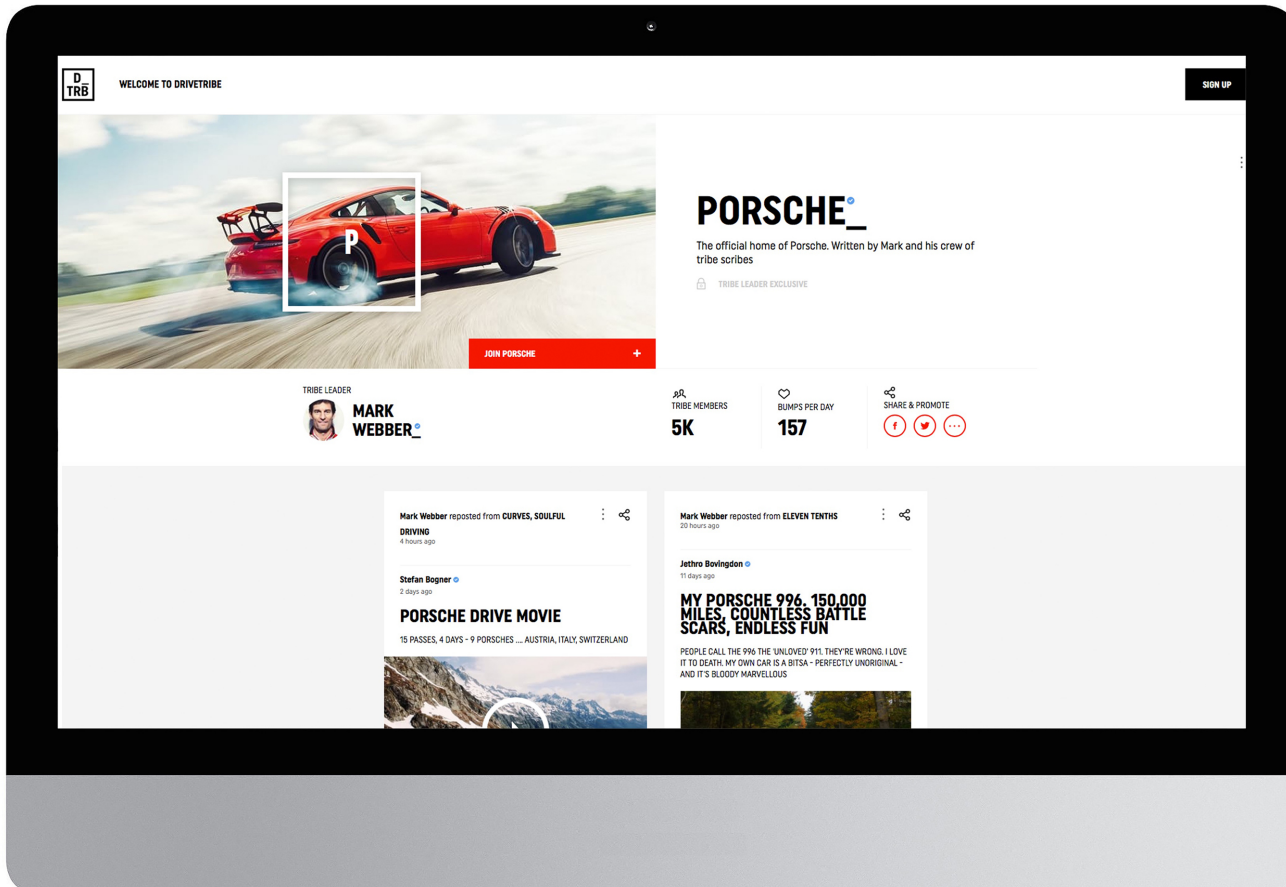 D_
TRB
WELCOME TO DRIVETRIBE
SIGN UP
P
JOIN PORSCHE +
PORSCHE_
The official home of Porsche. Written by Mark and his crew of
tribe scribes
TRIBE LEADER EXCLUSIVE
TRIBE LEADER
MARK
WEBBER_
TRIBE MEMBERS
5K
BUMPS PER DAY
157
SHARE & PROMOTE
f
Mark Webber reposted from CURVES, SOULFUL
DRIVING
4 hours ago
Stefan Bogner
2 days ago
PORSCHE DRIVE MOVIE
15 PASSES, 4 DAYS - 9 PORSCHES .... AUSTRIA, ITALY, SWITZERLAND
Mark Webber reposted from ELEVEN TENTHS
20 hours ago
Jethro Bovingdon
11 days ago
MY PORSCHE 996. 150,000
MILES, COUNTLESS BATTLE
SCARS, ENDLESS FUN
PEOPLE CALL THE 996 THE 'UNLOVED' 911. THEY'RE WRONG. I LOVE
IT TO DEATH. MY OWN CAR IS A BITSA - PERFECTLY UNORIGINAL -
AND IT'S BLOODY MARVELLOUS